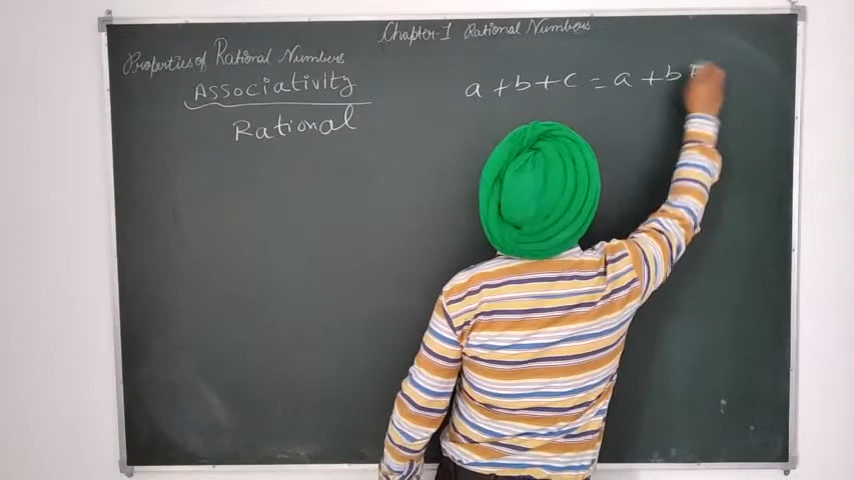 Chapter-1 Rational Numbers
Properties of Rational Numbers
Associativity
Rational
a + b + c = a + b +